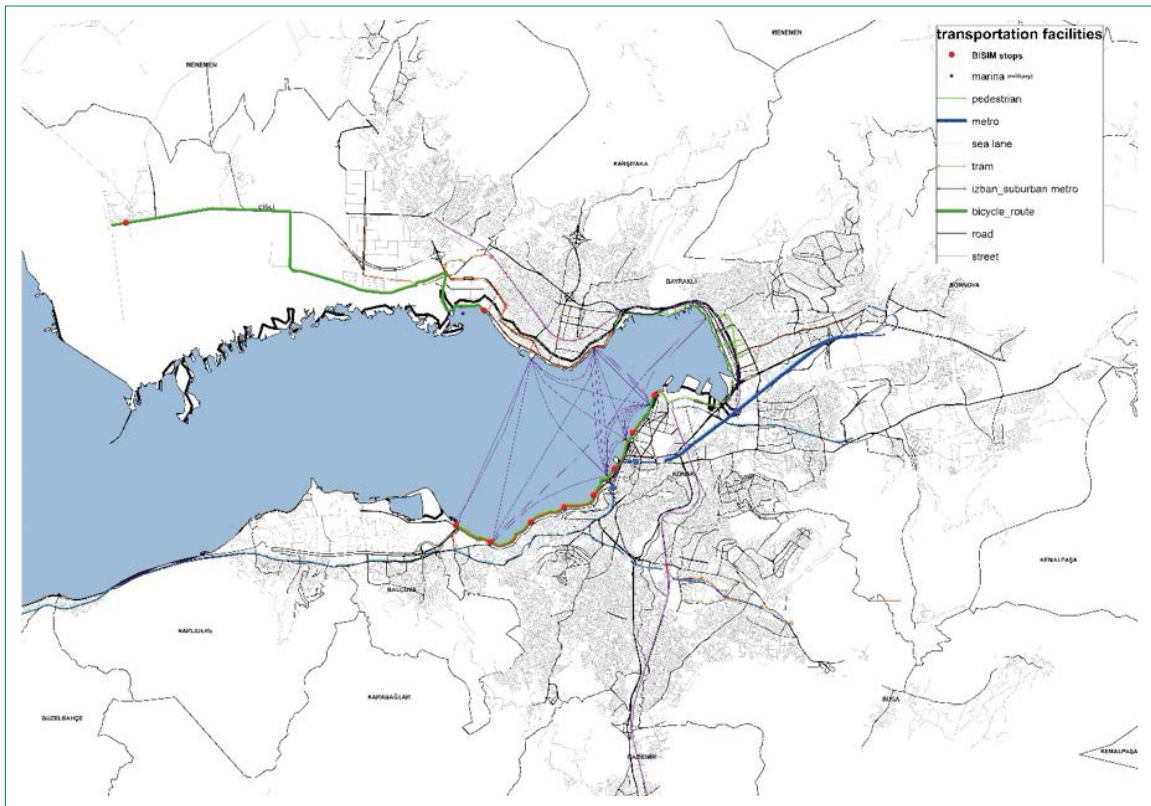 transportation facilities
BISIM stops
marina
pedestrian
metro
sea lane
tram
izban_suburban metro
bicycle_route
road
street
MENEMEN
MENEMEN
KARŞIYAKA
ÇİĞLİ
BAYRAKLI
BORNOVA
KONAK
BALÇOVA
NARLIDERE
KARABAĞLAR
GÜZELBAHÇE
KEMALPAŞA
BUCA
GAZİEMİR
KEMALPAŞA